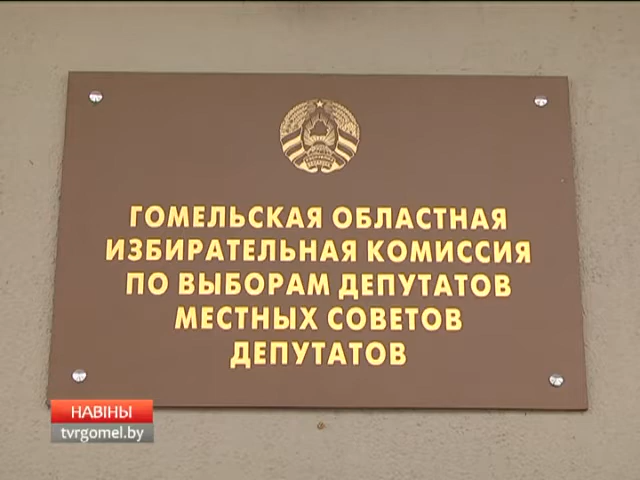 ГОМЕЛЬСКАЯ ОБЛАСТНАЯ
ИЗБИРАТЕЛЬНАЯ КОМИССИЯ
ПО ВЫБОРАМ ДЕПУТАТОВ
МЕСТНЫХ СОВЕТОВ
ДЕПУТАТОВ
НАВІНЫ
tvrgomel.by